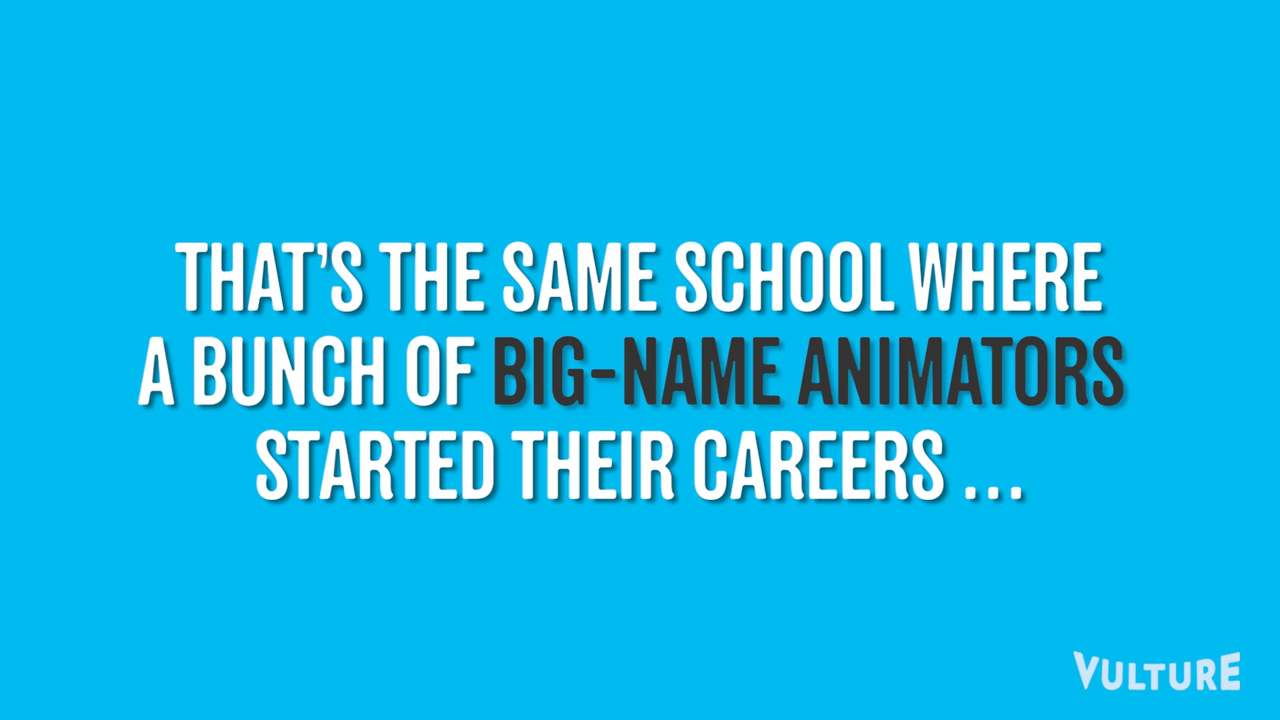 THAT'S THE SAME SCHOOL WHERE
A BUNCH OF BIG-NAME ANIMATORS
STARTED THEIR CAREERS ...
VULTURE